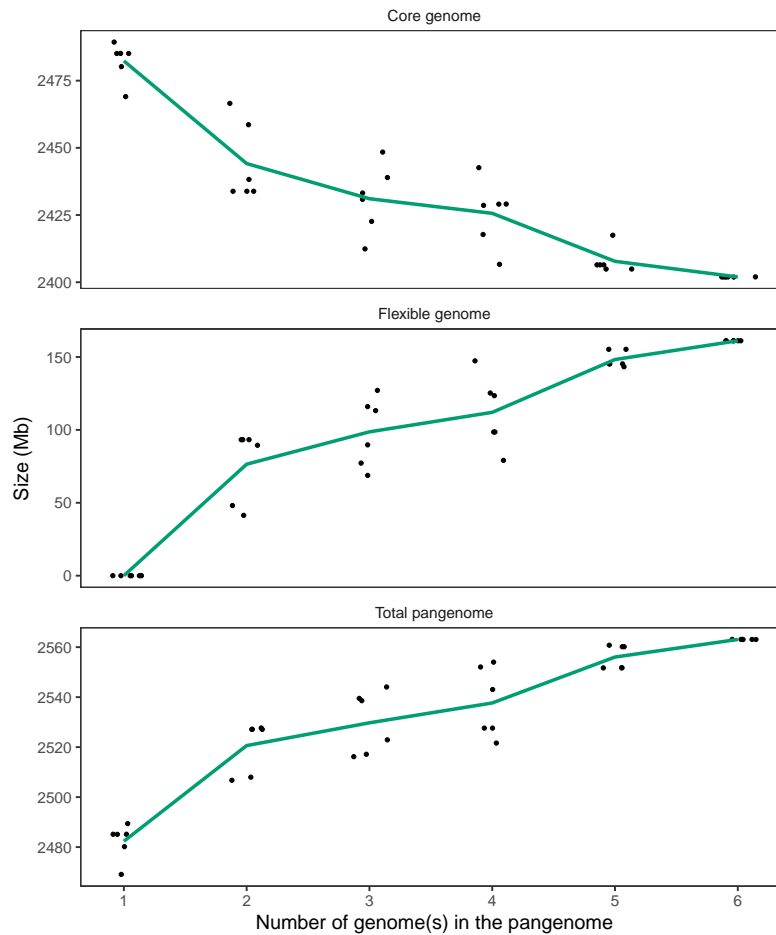 Core genome
2475
2450
2425
2400
Flexible genome
150
100
50
0
Size (Mb)
Total pangenome
2560
2540
2520
2500
2480
1 2 3 4 5 6
Number of genome(s) in the pangenome